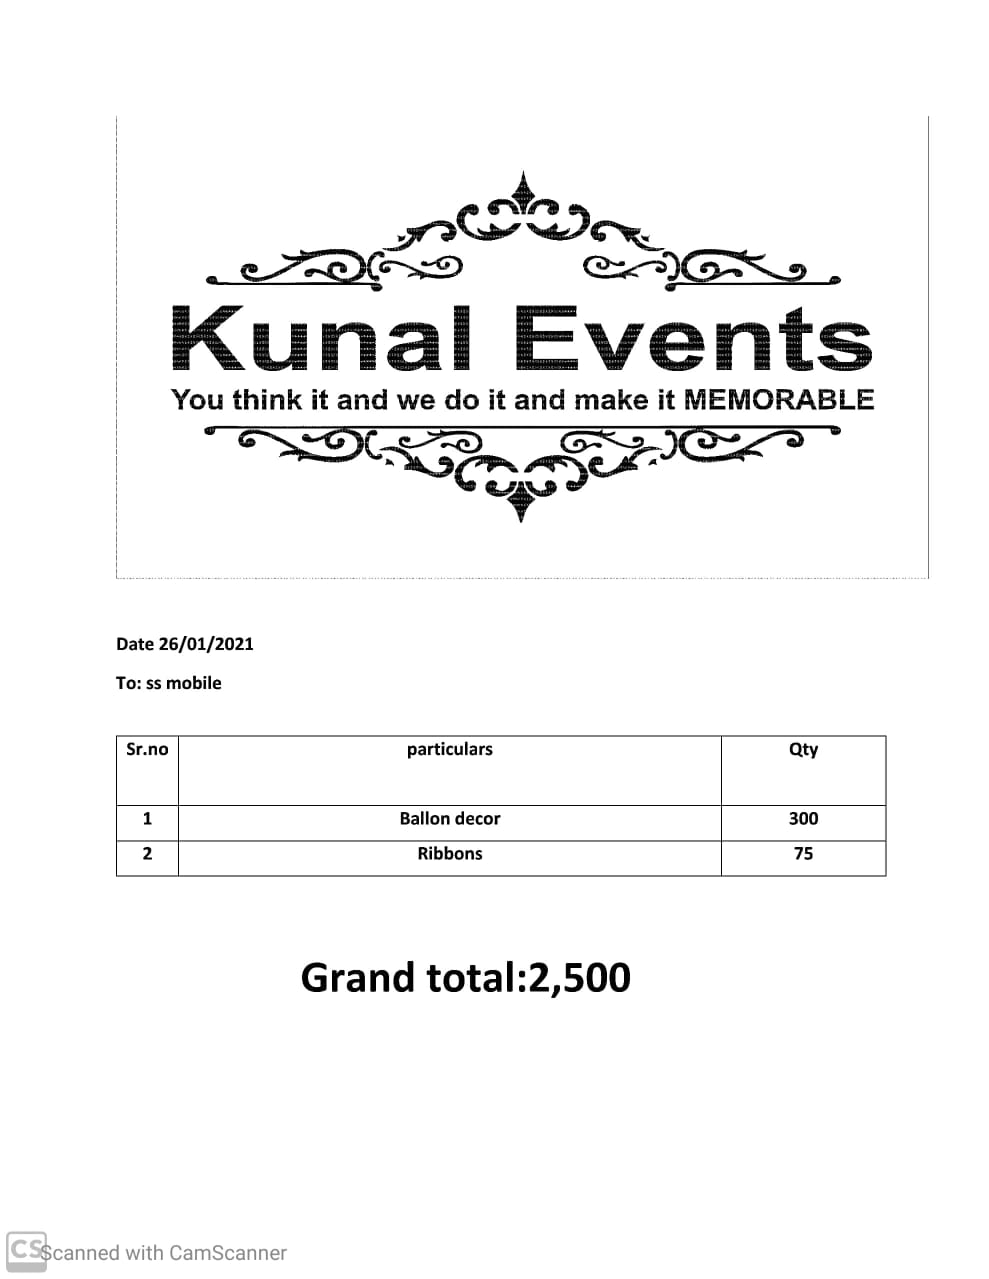 Kunal Events
You think it and we do it and make it MEMORABLE
Date 26/01/2021
To: ss mobile
Sr.no particulars Qty
1 Ballon decor 300
2 Ribbons 75
Grand total:2,500
CS Scanned with CamScanner